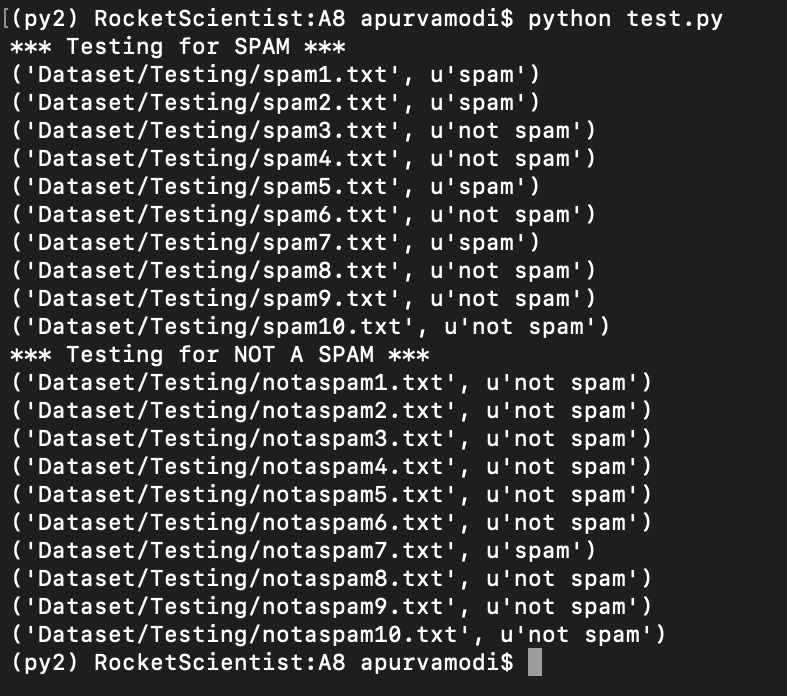 [(py2) RocketScientist:A8 apurvamodi$ python test.py
*** Testing for SPAM ***
('Dataset/Testing/spam1.txt', u'spam')
('Dataset/Testing/spam2.txt', u'spam')
('Dataset/Testing/spam3.txt', u'not spam')
('Dataset/Testing/spam4.txt', u'not spam')
('Dataset/Testing/spam5.txt', u'spam')
('Dataset/Testing/spam6.txt', u'not spam')
('Dataset/Testing/spam7.txt', u'spam')
('Dataset/Testing/spam8.txt', u'not spam')
('Dataset/Testing/spam9.txt', u'not spam')
('Dataset/Testing/spam10.txt', u'not spam')
*** Testing for NOT A SPAM ***
('Dataset/Testing/notaspam1.txt', u'not spam')
('Dataset/Testing/notaspam2.txt', u'not spam')
('Dataset/Testing/notaspam3.txt', u'not spam')
('Dataset/Testing/notaspam4.txt', u'not spam')
('Dataset/Testing/notaspam5.txt', u'not spam')
('Dataset/Testing/notaspam6.txt', u'not spam')
('Dataset/Testing/notaspam7.txt', u'spam')
('Dataset/Testing/notaspam8.txt', u'not spam')
('Dataset/Testing/notaspam9.txt', u'not spam')
('Dataset/Testing/notaspam10.txt', u'not spam')
(py2) RocketScientist:A8 apurvamodi$